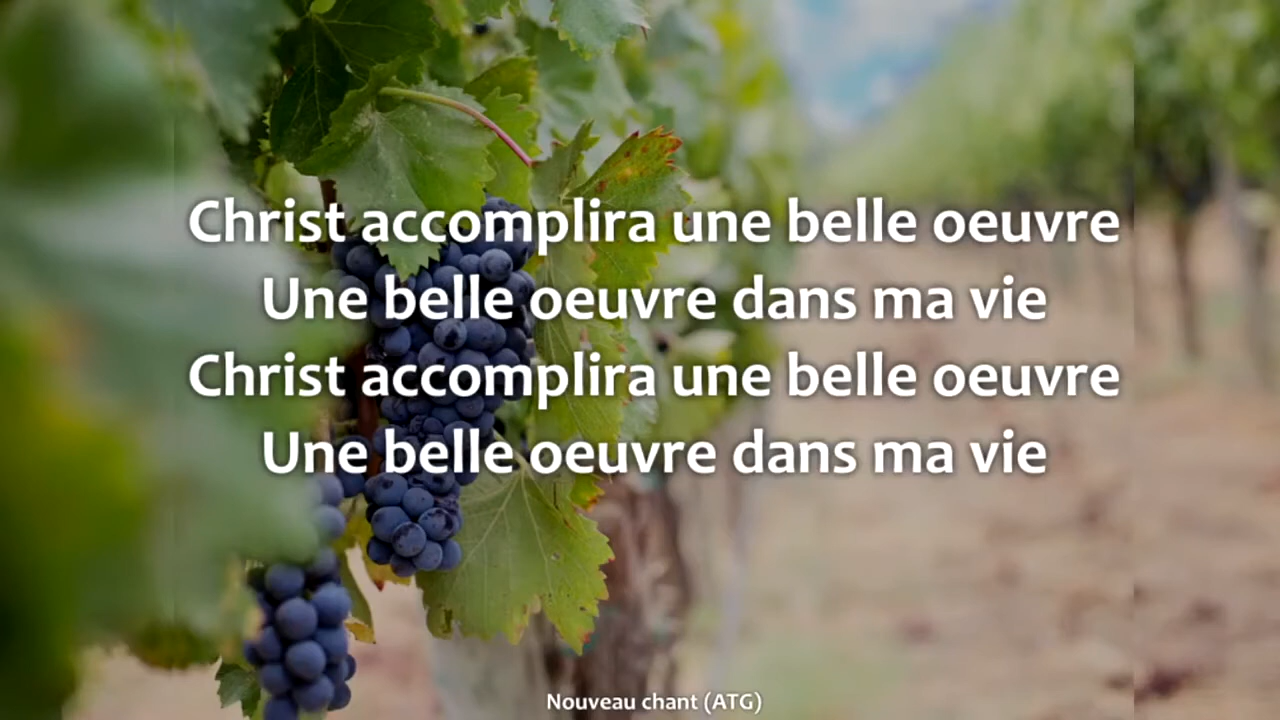 Christ accomplira une belle oeuvre
Une belle oeuvre dans ma vie
Christ accomplira une belle oeuvre
Une belle oeuvre dans ma vie
Nouveau chant (ATG)